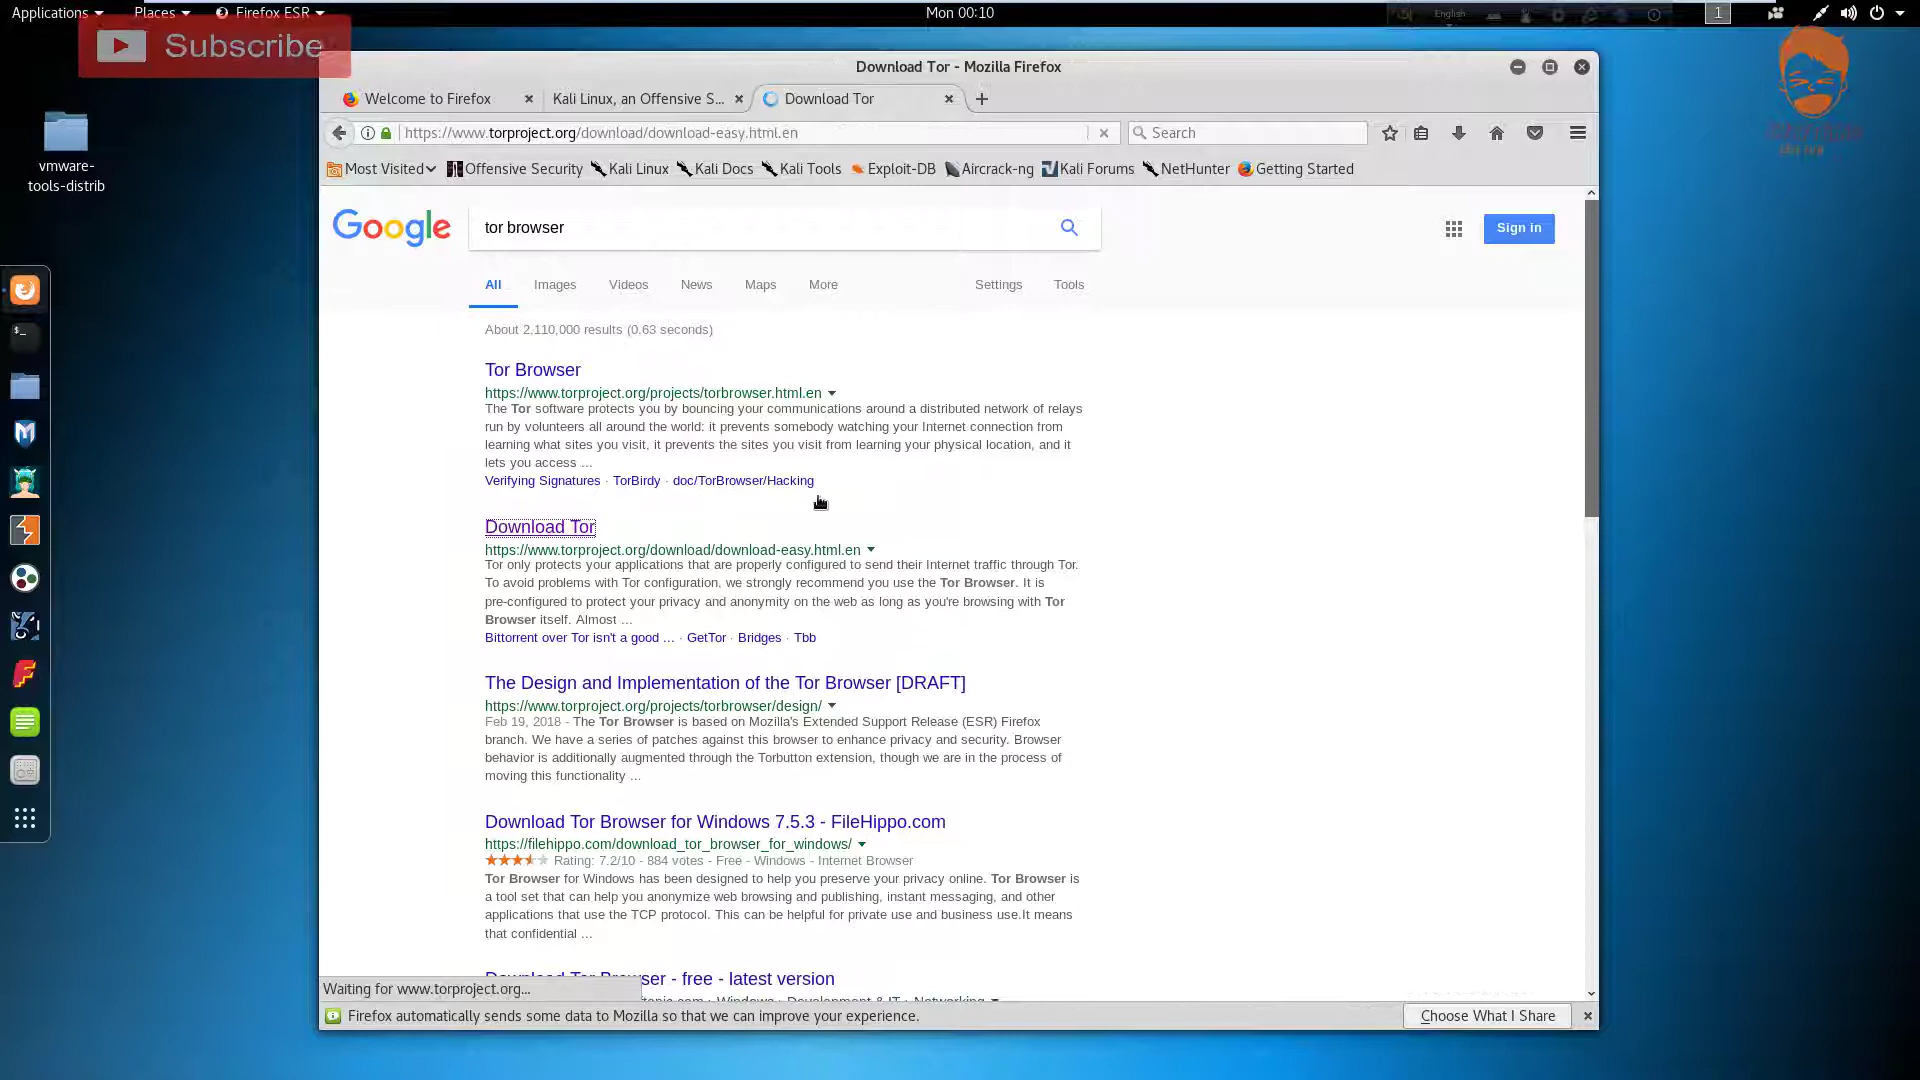 Applications Places Firefox ESR Mon 00:10 English 1
Subscribe
Download Tor - Mozilla Firefox
Welcome to Firefox Kali Linux, an Offensive S... Download Tor
https://www.torproject.org/download/download-easy.html.en Search
Most Visited Offensive Security Kali Linux Kali Docs Kali Tools Exploit-DB Aircrack-ng Kali Forums NetHunter Getting Started
vmware-
tools-distrib
Google tor browser Sign in
All Images Videos News Maps More Settings Tools
About 2,110,000 results (0.63 seconds)
Tor Browser
https://www.torproject.org/projects/torbrowser.html.en
The Tor software protects you by bouncing your communications around a distributed network of relays
run by volunteers all around the world: it prevents somebody watching your Internet connection from
learning what sites you visit, it prevents the sites you visit from learning your physical location, and it
lets you access ...
Verifying Signatures · TorBirdy · doc/TorBrowser/Hacking
Download Tor
https://www.torproject.org/download/download-easy.html.en
Tor only protects your applications that are properly configured to send their Internet traffic through Tor.
To avoid problems with Tor configuration, we strongly recommend you use the Tor Browser. It is
pre-configured to protect your privacy and anonymity on the web as long as you're browsing with Tor
Browser itself. Almost ...
Bittorrent over Tor isn't a good ... · GetTor · Bridges · Tbb
The Design and Implementation of the Tor Browser [DRAFT]
https://www.torproject.org/projects/torbrowser/design/
Feb 19, 2018 - The Tor Browser is based on Mozilla's Extended Support Release (ESR) Firefox
branch. We have a series of patches against this browser to enhance privacy and security. Browser
behavior is additionally augmented through the Torbutton extension, though we are in the process of
moving this functionality ...
Download Tor Browser for Windows 7.5.3 - FileHippo.com
https://filehippo.com/download_tor_browser_for_windows/
Rating: 7.2/10 - 884 votes - Free - Windows - Internet Browser
Tor Browser for Windows has been designed to help you preserve your privacy online. Tor Browser is
a tool set that can help you anonymize web browsing and publishing, instant messaging, and other
applications that use the TCP protocol. This can be helpful for private use and business use.It means
that confidential ...
Download Tor Browser - free - latest version
Windows › Development & IT › Networking
Waiting for www.torproject.org...
Firefox automatically sends some data to Mozilla so that we can improve your experience. Choose What I Share